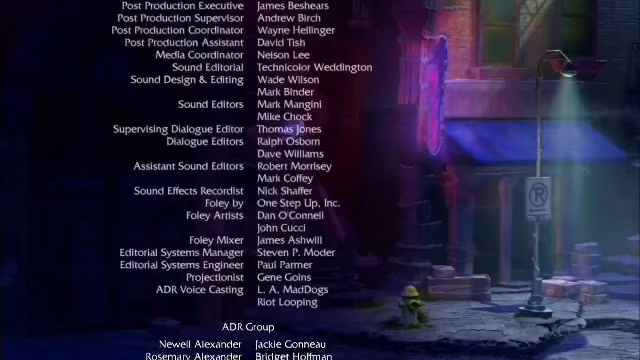 Post Production Executive James Beshears
Post Production Supervisor Andrew Birch
Post Production Coordinator Wayne Hellinger
Post Production Assistant David Tish
Media Coordinator Nelson Lee
Sound Editorial Technicolor Weddington
Sound Design & Editing Wade Wilson
Mark Binder
Sound Editors Mark Mangini
Mike Chock
Supervising Dialogue Editor Thomas Jones
Dialogue Editors Ralph Osborn
Dave Williams
Assistant Sound Editors Robert Morrisey
Mark Coffey
Sound Effects Recordist Nick Shaffer
Foley by One Step Up, Inc.
Foley Artists Dan O'Connell
John Cucci
Foley Mixer James Ashwill
Editorial Systems Manager Steven P. Moder
Editorial Systems Engineer Paul Parmer
Projectionist Gene Goins
ADR Voice Casting L. A. MadDogs
Riot Looping
ADR Group
Newell Alexander Jackie Gonneau
Rosemary Alexander Bridget Hoffman